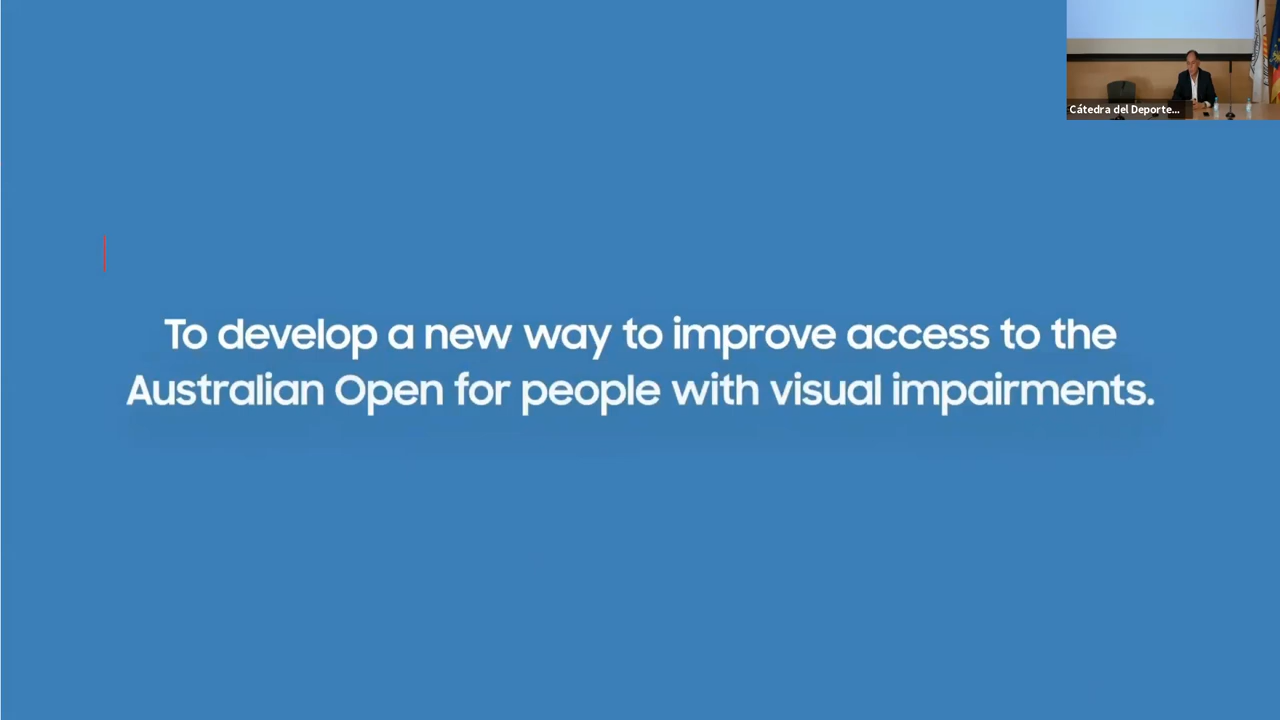 Cátedra del Deporte...
To develop a new way to improve access to the
Australian Open for people with visual impairments.